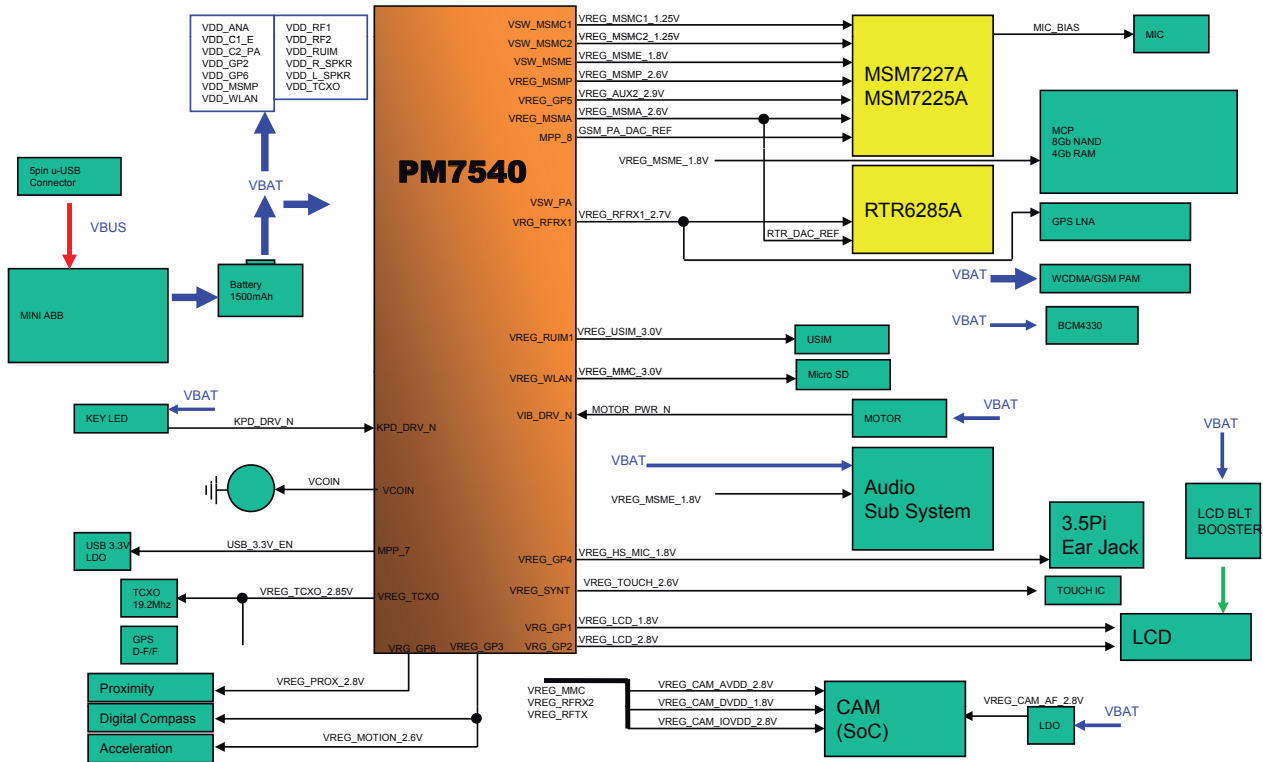 VDD_ANA
VDD_C1_E
VDD_C2_PA
VDD_GP2
VDD_GP6
VDD_MSMP
VDD_WLAN
VDD_RF1
VDD_RF2
VDD_RUIM
VDD_R_SPKR
VDD_L_SPKR
VDD_TCXO
5pin u-USB
Connector
VBUS
VBAT
MINI ABB
Battery
1500mAh
PM7540
VSW_MSMC1
VSW_MSMC2
VSW_MSME
VREG_MSMP
VREG_GP5
VREG_MSMA
MPP_8
VSW_PA
VRG_RFRX1
VREG_RUIM1
VREG_WLAN
VIB_DRV_N
VREG_GP4
VREG_SYNT
VRG_GP1
VRG_GP2
KPD_DRV_N
VCOIN
MPP_7
VREG_TCXO
VRG_GP6
VREG_GP3
VREG_MSMC1_1.25V
VREG_MSMC2_1.25V
VREG_MSME_1.8V
VREG_MSMP_2.6V
VREG_AUX2_2.9V
VREG_MSMA_2.6V
GSM_PA_DAC_REF
MSM7227A
MSM7225A
MIC_BIAS
MIC
VREG_MSME_1.8V
MCP
8Gb NAND
4Gb RAM
VREG_RFRX1_2.7V
RTR_DAC_REF
RTR6285A
GPS LNA
VBAT
WCDMA/GSM PAM
VBAT
BCM4330
VREG_USIM_3.0V
USIM
VREG_MMC_3.0V
Micro SD
MOTOR_PWR_N
MOTOR
VBAT
VBAT
VREG_MSME_1.8V
Audio
Sub System
VBAT
LCD BLT
BOOSTER
VREG_HS_MIC_1.8V
3.5Pi
Ear Jack
VREG_TOUCH_2.6V
TOUCH IC
VREG_LCD_1.8V
VREG_LCD_2.8V
LCD
VBAT
KEY LED
KPD_DRV_N
VCOIN
USB 3.3V
LDO
USB_3.3V_EN
TCXO
19.2Mhz
VREG_TCXO_2.85V
GPS
D-F/F
Proximity
VREG_PROX_2.8V
Digital Compass
Acceleration
VREG_MOTION_2.6V
VREG_MMC
VREG_RFRX2
VREG_RFTX
VREG_CAM_AVDD_2.8V
VREG_CAM_DVDD_1.8V
VREG_CAM_IOVDD_2.8V
CAM
(SoC)
VREG_CAM_AF_2.8V
LDO
VBAT